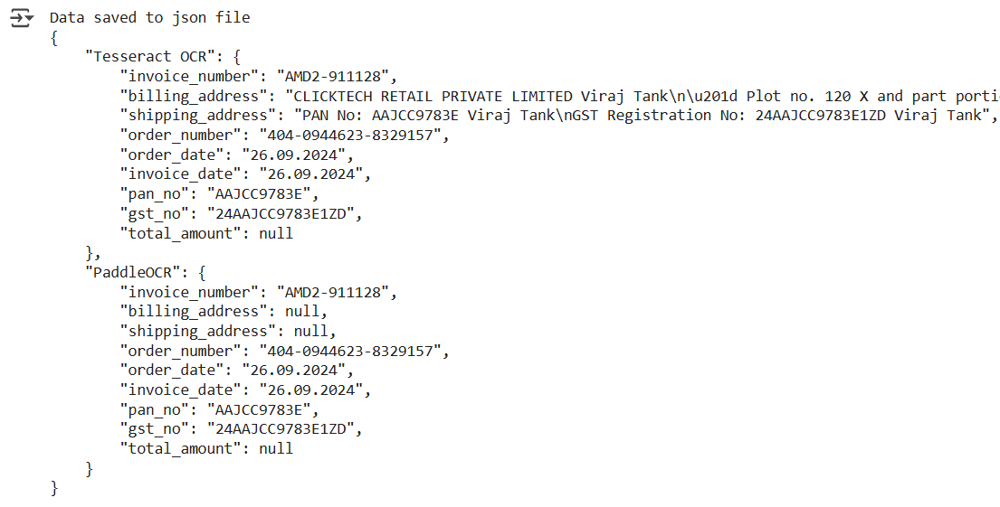 Data saved to json file
{
    "Tesseract OCR": {
        "invoice_number": "AMD2-911128",
        "billing_address": "CLICKTECH RETAIL PRIVATE LIMITED Viraj Tank\n\u201d Plot no. 120 X and part porti
        "shipping_address": "PAN No: AAJCC9783E Viraj Tank\nGST Registration No: 24AAJCC9783E1ZD Viraj Tank",
        "order_number": "404-0944623-8329157",
        "order_date": "26.09.2024",
        "invoice_date": "26.09.2024",
        "pan_no": "AAJCC9783E",
        "gst_no": "24AAJCC9783E1ZD",
        "total_amount": null
    },
    "PaddleOCR": {
        "invoice_number": "AMD2-911128",
        "billing_address": null,
        "shipping_address": null,
        "order_number": "404-0944623-8329157",
        "order_date": "26.09.2024",
        "invoice_date": "26.09.2024",
        "pan_no": "AAJCC9783E",
        "gst_no": "24AAJCC9783E1ZD",
        "total_amount": null
    }
}